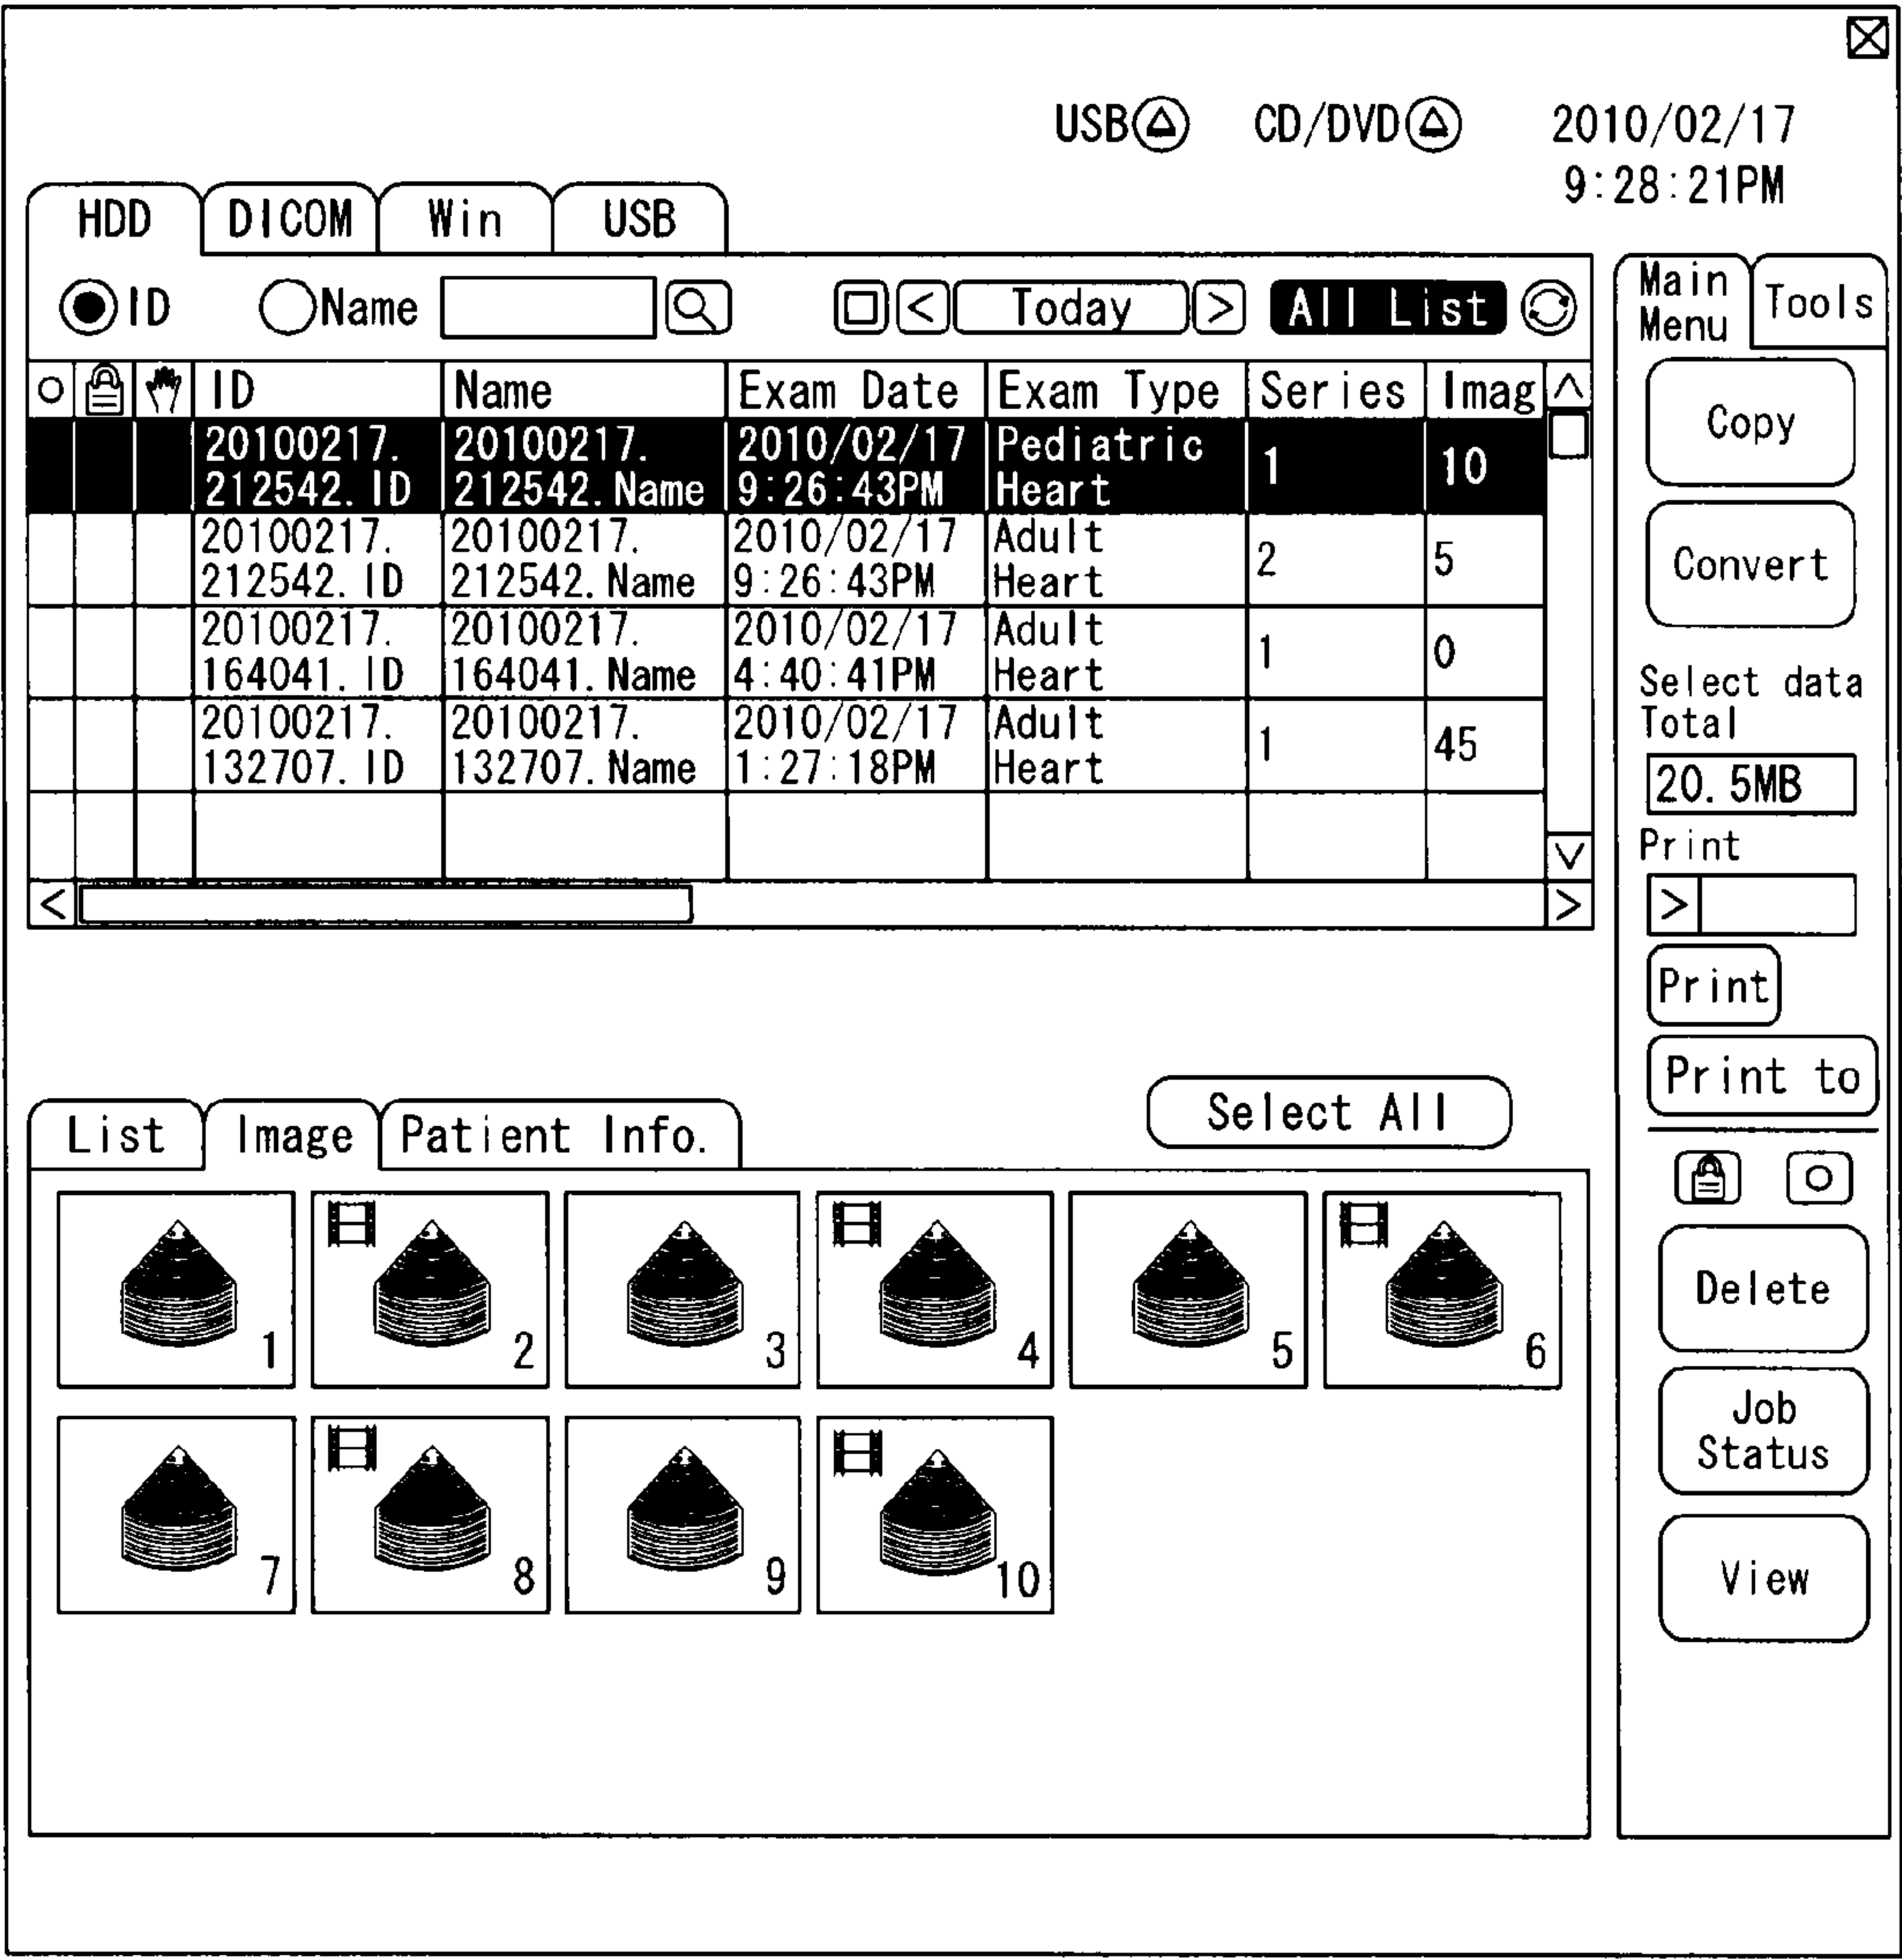 USB CD/DVD 2010/02/17
9:28:21PM
HDD DICOM Win USB
ID Name < Today > All List
ID Name Exam Date Exam Type Series Imag
20100217. 20100217. 2010/02/17 Pediatric
212542.ID 212542.Name 9:26:43PM Heart 1 10
20100217. 20100217. 2010/02/17 Adult
212542.ID 212542.Name 9:26:43PM Heart 2 5
20100217. 20100217. 2010/02/17 Adult
164041.ID 164041.Name 4:40:41PM Heart 1 0
20100217. 20100217. 2010/02/17 Adult
132707.ID 132707.Name 1:27:18PM Heart 1 45
Main
Menu
Tools
Copy
Convert
Select data
Total
20.5MB
Print
>
Print
Print to
List Image Patient Info. Select All
1 2 3 4 5 6
7 8 9 10
Delete
Job
Status
View